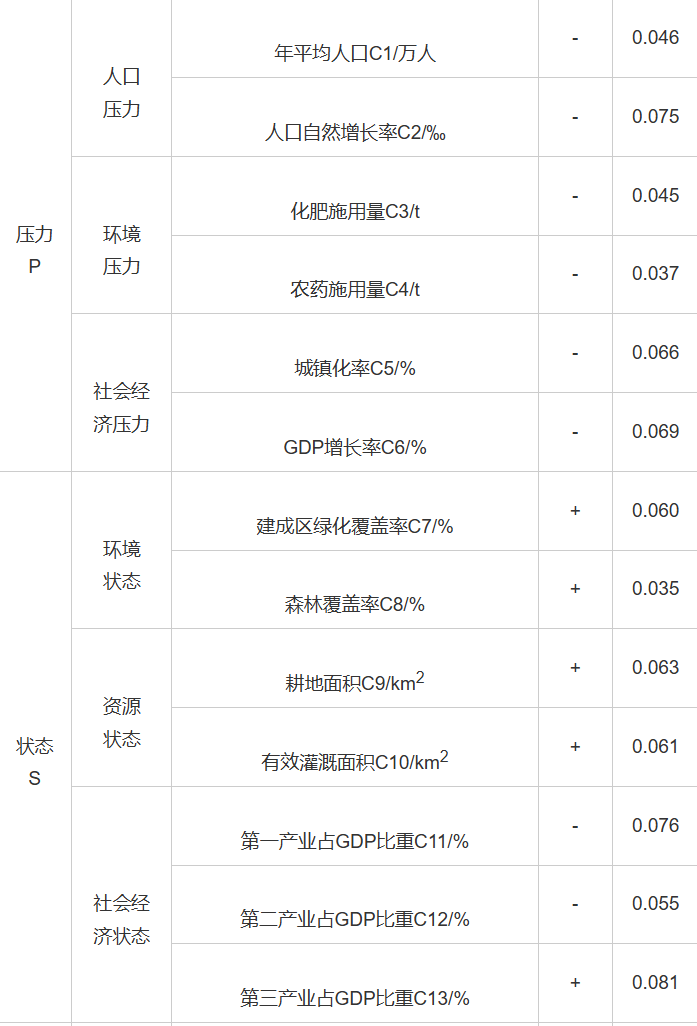 年平均人口C1/万人
-
0.046
人口
压力
人口自然增长率C2/‰
-
0.075
压力
P
环境
压力
化肥施用量C3/t
-
0.045
农药施用量C4/t
-
0.037
社会经
济压力
城镇化率C5/%
-
0.066
GDP增长率C6/%
-
0.069
状态
S
环境
状态
建成区绿化覆盖率C7/%
+
0.060
森林覆盖率C8/%
+
0.035
资源
状态
耕地面积C9/km²
+
0.063
有效灌溉面积C10/km²
+
0.061
社会经
济状态
第一产业占GDP比重C11/%
-
0.076
第二产业占GDP比重C12/%
-
0.055
第三产业占GDP比重C13/%
+
0.081